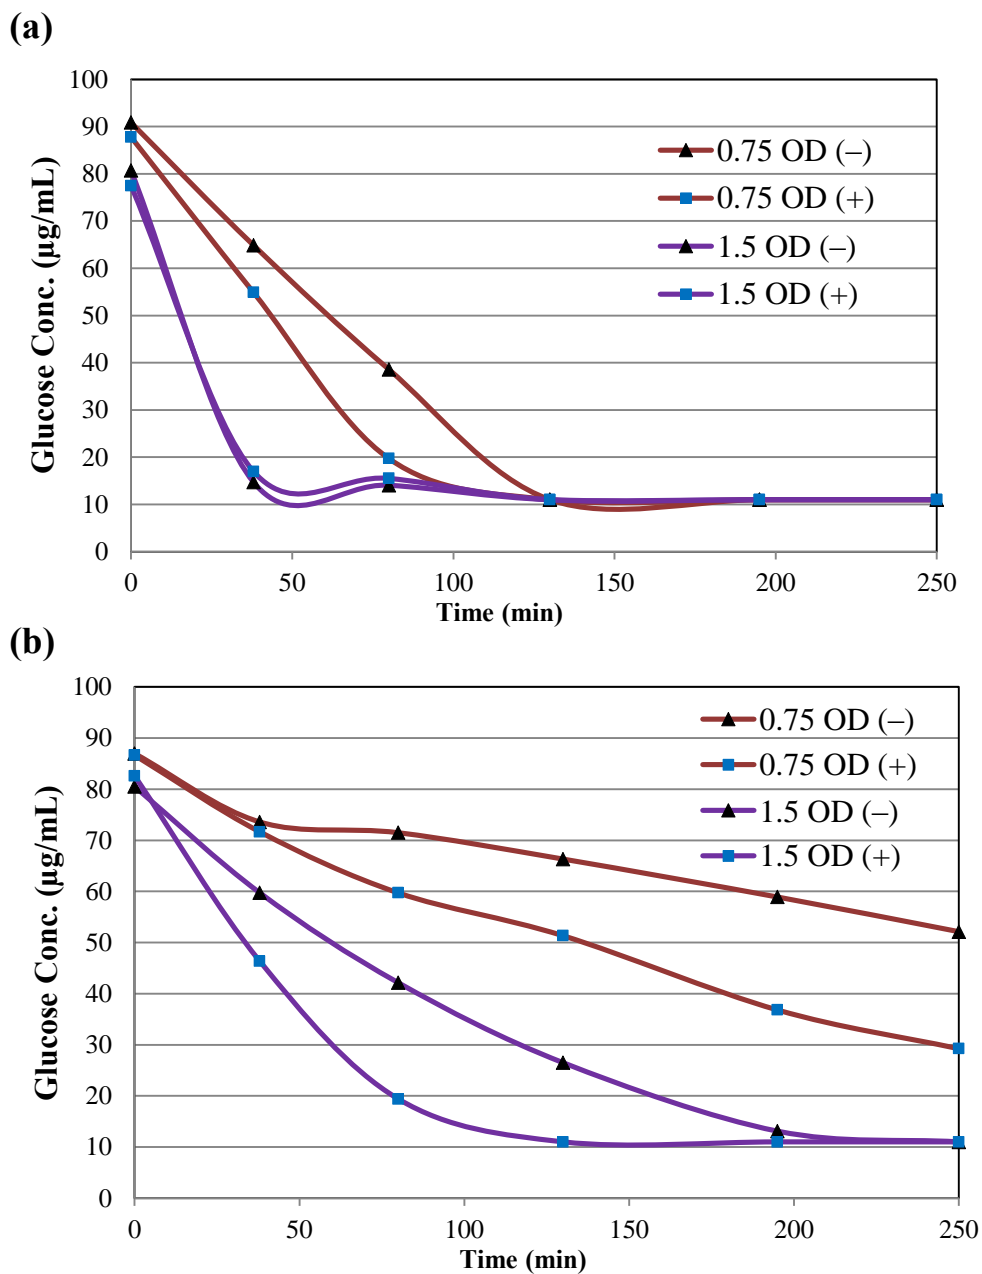 (a)
100
90
80
70
60
50
40
30
20
10
0
Glucose Conc. (µg/mL)
0.75 OD (–)
0.75 OD (+)
1.5 OD (–)
1.5 OD (+)
0 50 100 150 200 250
Time (min)
(b)
100
90
80
70
60
50
40
30
20
10
0
Glucose Conc. (µg/mL)
0.75 OD (–)
0.75 OD (+)
1.5 OD (–)
1.5 OD (+)
0 50 100 150 200 250
Time (min)